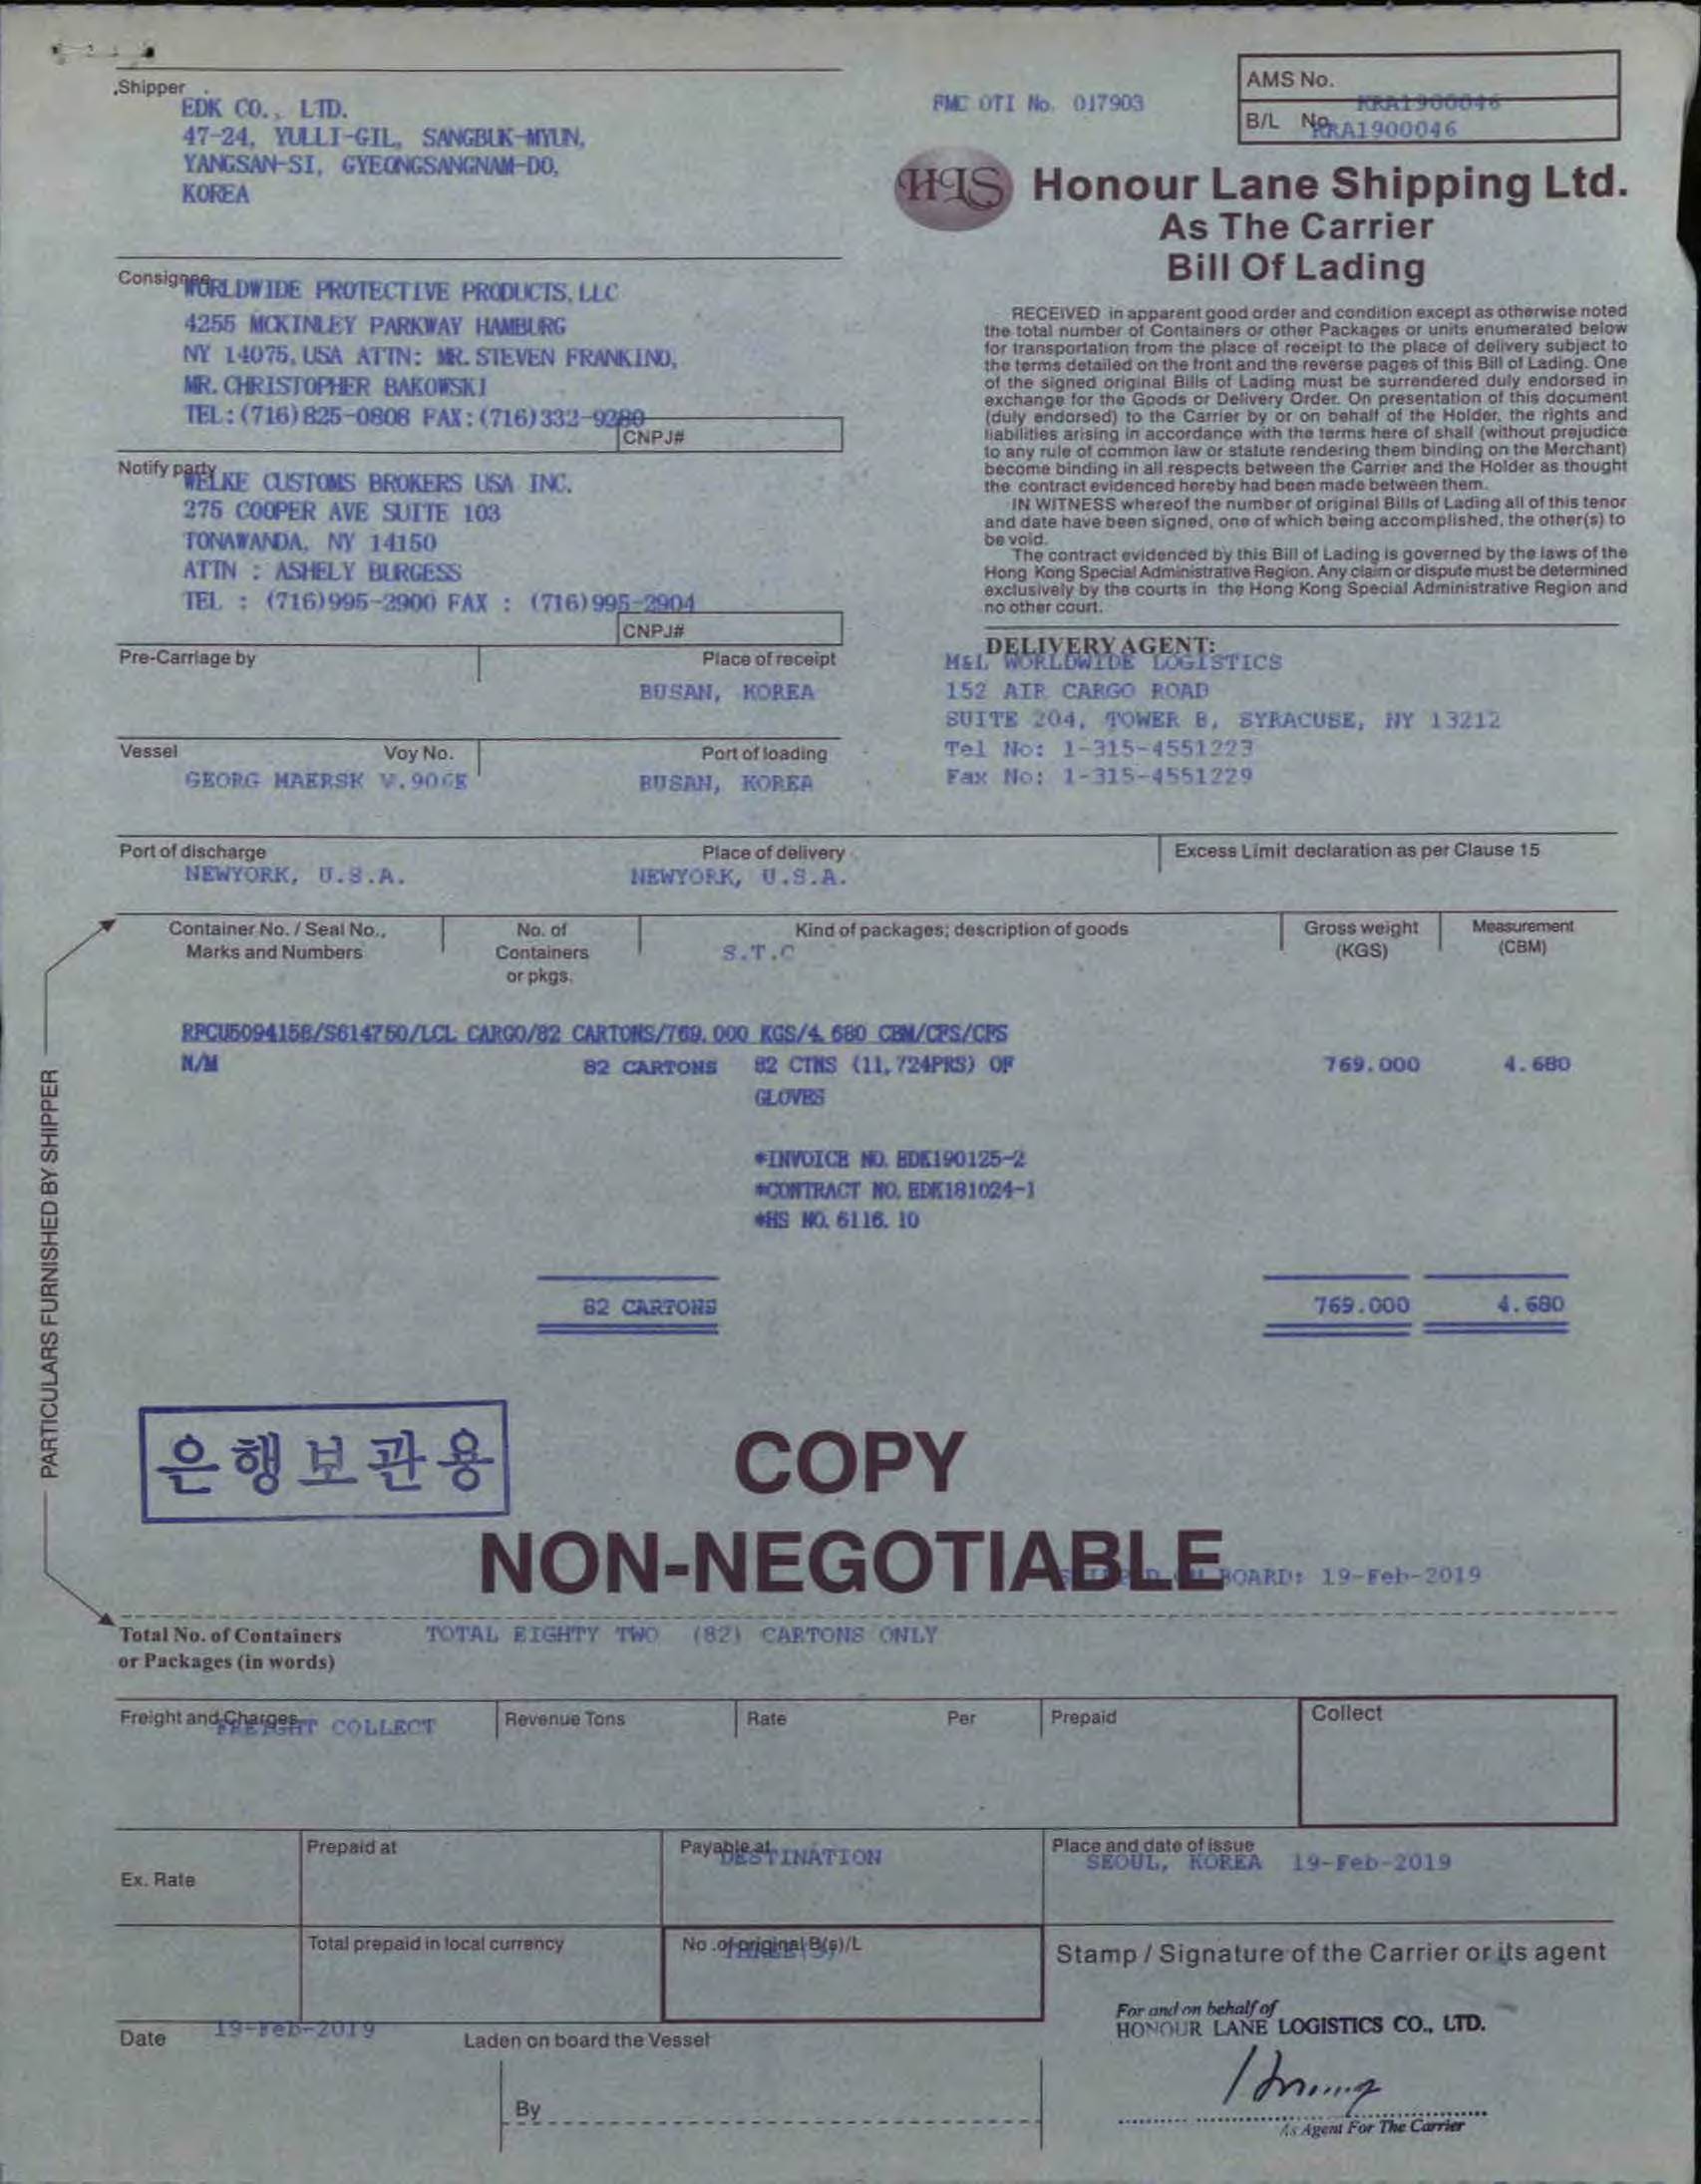 Shipper
EDK CO., LTD.
47-24, YULLI-GIL, SANGBUK-MYUN,
YANGSAN-SI, GYEONGSANGNAM-DO,
KOREA
FMC OTI No. 017903
AMS No.
KRA1900046
B/L No.
KRA1900046
HLS
Honour Lane Shipping Ltd.
As The Carrier
Bill Of Lading
Consignee
WORLDWIDE PROTECTIVE PRODUCTS, LLC
4255 MCKINLEY PARKWAY HAMBURG
NY 14075, USA ATTN: MR. STEVEN FRANKINO,
MR. CHRISTOPHER BAKOWSKI
TEL:(716)825-0808 FAX:(716)332-9280
CNPJ#
RECEIVED in apparent good order and condition except as otherwise noted
the total number of Containers or other Packages or units enumerated below
for transportation from the place of receipt to the place of delivery subject to
the terms detailed on the front and the reverse pages of this Bill of Lading. One
of the signed original Bills of Lading must be surrendered duly endorsed in
exchange for the Goods or Delivery Order. On presentation of this document
(duly endorsed) to the Carrier by or on behalf of the Holder, the rights and
liabilities arising in accordance with the terms here of shall (without prejudice
to any rule of common law or statute rendering them binding on the Merchant)
become binding in all respects between the Carrier and the Holder as thought
the contract evidenced hereby had been made between them.
IN WITNESS whereof the number of original Bills of Lading all of this tenor
and date have been signed, one of which being accomplished, the other(s) to
be void.
The contract evidenced by this Bill of Lading is governed by the laws of the
Hong Kong Special Administrative Region. Any claim or dispute must be determined
exclusively by the courts in the Hong Kong Special Administrative Region and
no other court.
Notify party
WELKE CUSTOMS BROKERS USA INC.
275 COOPER AVE SUITE 103
TONAWANDA, NY 14150
ATTN : ASHELY BURGESS
TEL : (716)995-2900 FAX : (716)995-2904
CNPJ#
DELIVERY AGENT:
M&L WORLDWIDE LOGISTICS
152 AIR CARGO ROAD
SUITE 204, TOWER B, SYRACUSE, NY 13212
Tel No: 1-315-4551223
Fax No: 1-315-4551229
Pre-Carriage by
Place of receipt
BUSAN, KOREA
Vessel Voy No.
GEORG MAERSK V.906E
Port of loading
BUSAN, KOREA
Port of discharge
NEWYORK, U.S.A.
Place of delivery
NEWYORK, U.S.A.
Excess Limit declaration as per Clause 15
Container No. / Seal No.,
Marks and Numbers
No. of
Containers
or pkgs.
Kind of packages; description of goods
S.T.C
Gross weight
(KGS)
Measurement
(CBM)
RFCU5094158/S614750/LCL CARGO/82 CARTONS/769.000 KGS/4.680 CBM/CFS/CFS
N/M 82 CARTONS 82 CTNS (11,724PRS) OF 769.000 4.680
GLOVES
*INVOICE NO. EDK190125-2
*CONTRACT NO. EDK181024-1
*HS NO. 6116. 10
82 CARTONS 769.000 4.680
PARTICULARS FURNISHED BY SHIPPER
은행보관용
COPY
NON-NEGOTIABLE
SHIPPED ON BOARD: 19-Feb-2019
Total No. of Containers
or Packages (in words)
TOTAL EIGHTY TWO (82) CARTONS ONLY
Freight and Charges
FREIGHT COLLECT
Revenue Tons
Rate
Per
Prepaid
Collect
Ex. Rate
Prepaid at
Payable at
DESTINATION
Place and date of issue
SEOUL, KOREA 19-Feb-2019
Total prepaid in local currency
No. of original B(s)/L
THREE(3)
Stamp / Signature of the Carrier or its agent
For and on behalf of
HONOUR LANE LOGISTICS CO., LTD.
Date
19-Feb-2019
Laden on board the Vessel
By
As Agent For The Carrier